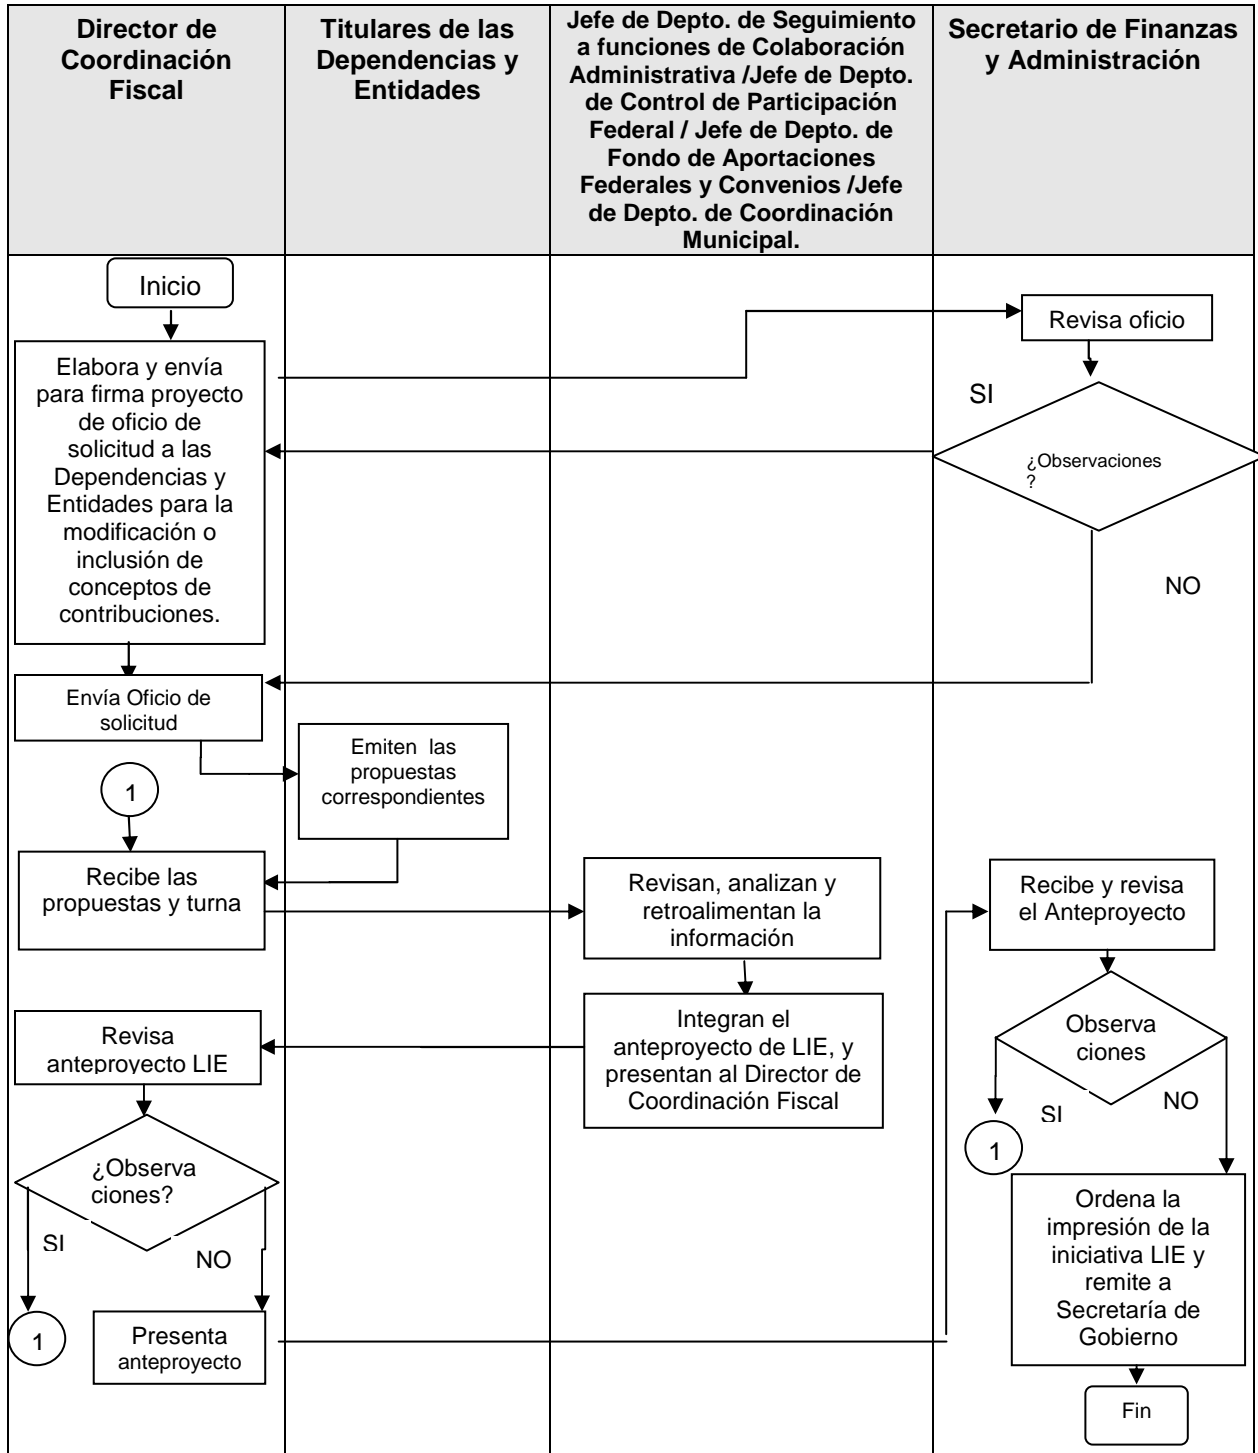 Director de
Coordinación
Fiscal
Titulares de las
Dependencias y
Entidades
Jefe de Depto. de Seguimiento
a funciones de Colaboración
Administrativa /Jefe de Depto.
de Control de Participación
Federal / Jefe de Depto. de
Fondo de Aportaciones
Federales y Convenios /Jefe
de Depto. de Coordinación
Municipal.
Secretario de Finanzas
y Administración
Inicio
Elabora y envía
para firma proyecto
de oficio de
solicitud a las
Dependencias y
Entidades para la
modificación o
inclusión de
conceptos de
contribuciones.
Revisa oficio
SI
¿Observaciones
?
NO
Envía Oficio de
solicitud
Emiten  las
propuestas
correspondientes
1
Recibe las
propuestas y turna
Revisan, analizan y
retroalimentan la
información
Integran el
anteproyecto de LIE, y
presentan al Director de
Coordinación Fiscal
Revisa
anteproyecto LIE
¿Observa
ciones?
SI
NO
1
Presenta
anteproyecto
Recibe y revisa
el Anteproyecto
Observa
ciones
SI
NO
1
Ordena la
impresión de la
iniciativa LIE y
remite a
Secretaría de
Gobierno
Fin